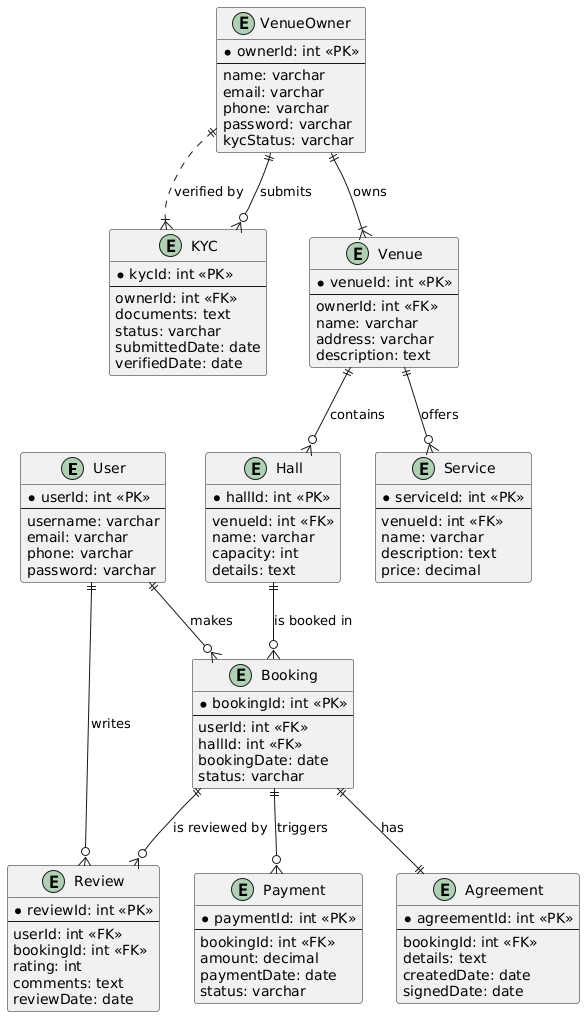 E VenueOwner
* ownerId: int «PK»
name: varchar
email: varchar
phone: varchar
password: varchar
kycStatus: varchar
verified by
submits
owns
E KYC
* kycId: int «PK»
ownerId: int «FK»
documents: text
status: varchar
submittedDate: date
verifiedDate: date
E Venue
* venueId: int «PK»
ownerId: int «FK»
name: varchar
address: varchar
description: text
contains
offers
E User
* userId: int «PK»
username: varchar
email: varchar
phone: varchar
password: varchar
E Hall
* hallId: int «PK»
venueId: int «FK»
name: varchar
capacity: int
details: text
E Service
* serviceId: int «PK»
venueId: int «FK»
name: varchar
description: text
price: decimal
makes
is booked in
writes
E Booking
* bookingId: int «PK»
userId: int «FK»
hallId: int «FK»
bookingDate: date
status: varchar
is reviewed by
triggers
has
E Review
* reviewId: int «PK»
userId: int «FK»
bookingId: int «FK»
rating: int
comments: text
reviewDate: date
E Payment
* paymentId: int «PK»
bookingId: int «FK»
amount: decimal
paymentDate: date
status: varchar
E Agreement
* agreementId: int «PK»
bookingId: int «FK»
details: text
createdDate: date
signedDate: date